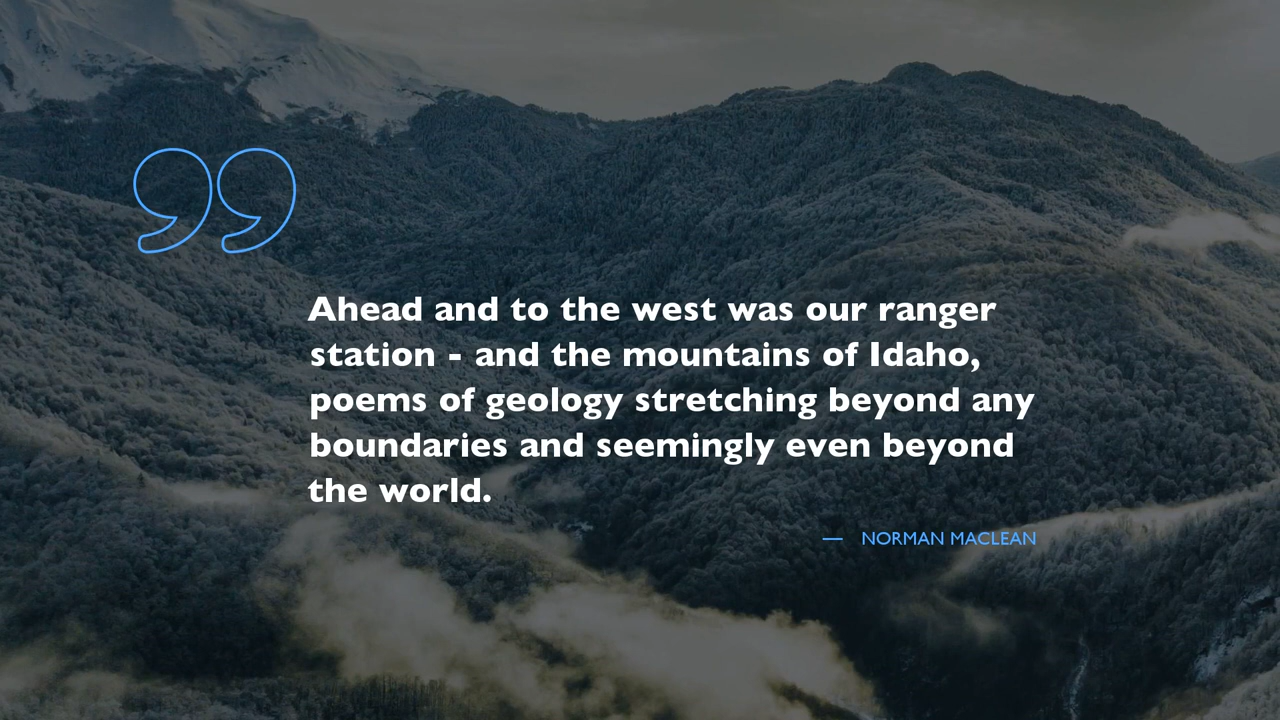 Ahead and to the west was our ranger
station - and the mountains of Idaho,
poems of geology stretching beyond any
boundaries and seemingly even beyond
the world.
— NORMAN MACLEAN